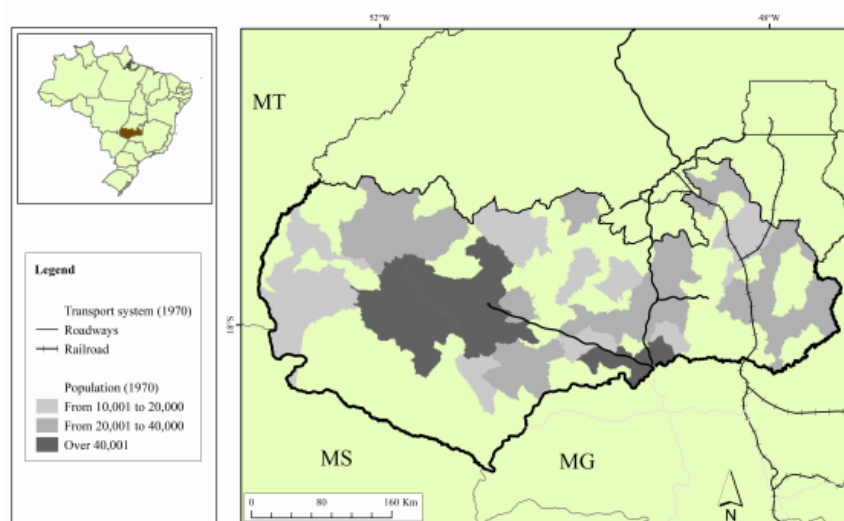 52°W
48°W
MT
Legend
Transport system (1970)
Roadways
Railroad
18°S
Population (1970)
From 10,001 to 20,000
From 20,001 to 40,000
Over 40,001
MS
MG
0 80 160 Km
N